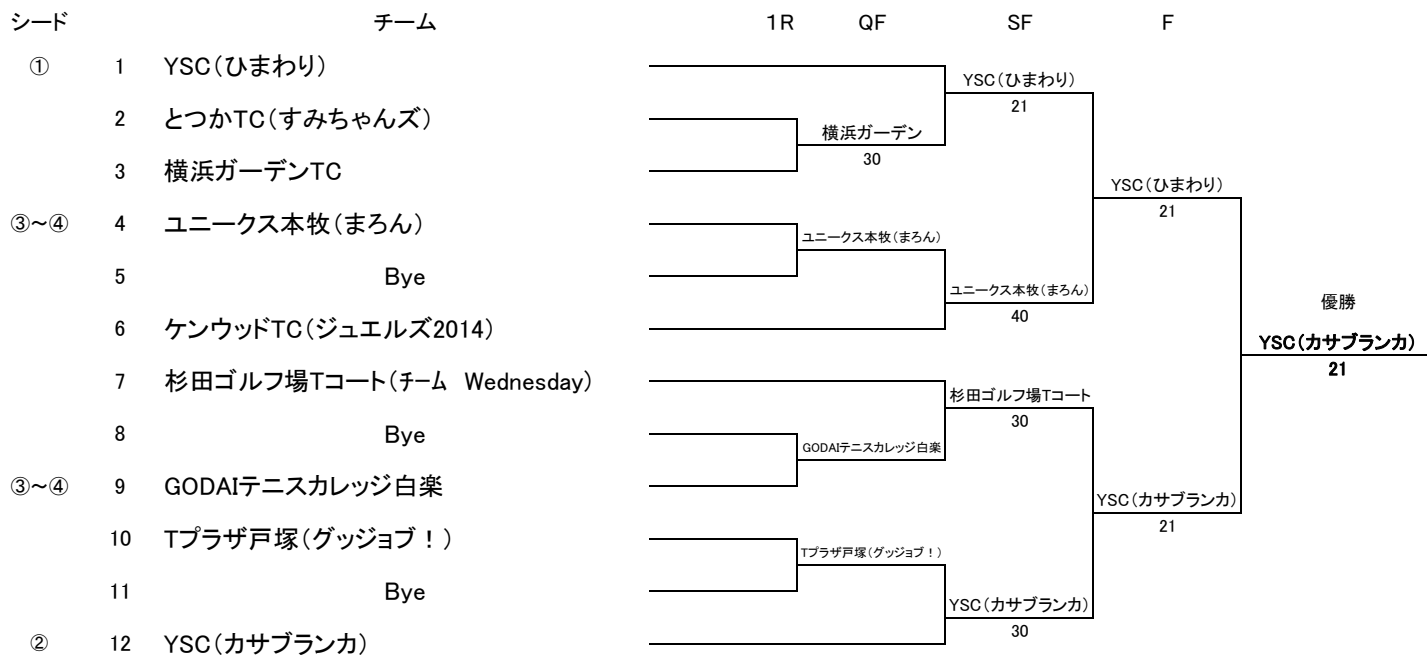 シード チーム 1R QF SF F
① 1 YSC(ひまわり)
YSC(ひまわり)
21
2 とつかTC(すみちゃんズ)
横浜ガーデン
30
3 横浜ガーデンTC
YSC(ひまわり)
21
③~④ 4 ユニークス本牧(まろん)
ユニークス本牧(まろん)
5 Bye
ユニークス本牧(まろん)
40
6 ケンウッドTC(ジュエルズ2014)
優勝
YSC(カサブランカ)
21
7 杉田ゴルフ場Tコート(チーム Wednesday)
杉田ゴルフ場Tコート
30
8 Bye
GODAIテニスカレッジ白楽
③~④ 9 GODAIテニスカレッジ白楽
YSC(カサブランカ)
21
10 Tプラザ戸塚(グッジョブ!)
Tプラザ戸塚(グッジョブ!)
11 Bye
YSC(カサブランカ)
30
② 12 YSC(カサブランカ)